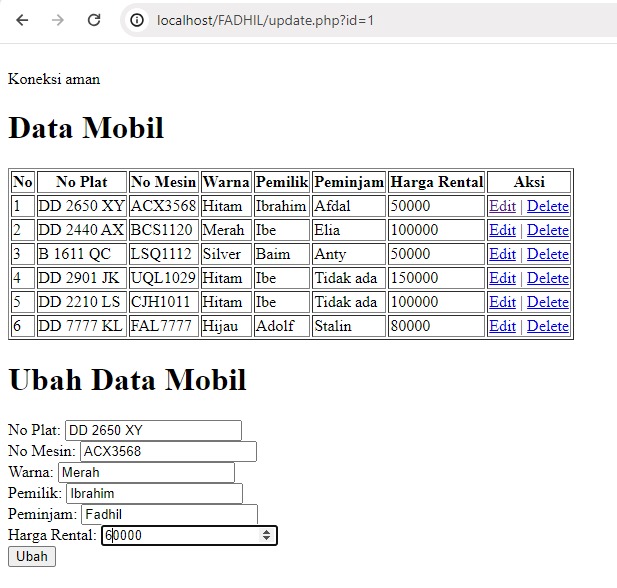 localhost/FADHIL/update.php?id=1
Koneksi aman
Data Mobil
No No Plat No Mesin Warna Pemilik Peminjam Harga Rental Aksi
1 DD 2650 XY ACX3568 Hitam Ibrahim Afdal 50000 Edit | Delete
2 DD 2440 AX BCS1120 Merah Ibe Elia 100000 Edit | Delete
3 B 1611 QC LSQ1112 Silver Baim Anty 50000 Edit | Delete
4 DD 2901 JK UQL1029 Hitam Ibe Tidak ada 150000 Edit | Delete
5 DD 2210 LS CJH1011 Hitam Ibe Tidak ada 100000 Edit | Delete
6 DD 7777 KL FAL7777 Hijau Adolf Stalin 80000 Edit | Delete
Ubah Data Mobil
No Plat: DD 2650 XY
No Mesin: ACX3568
Warna: Merah
Pemilik: Ibrahim
Peminjam: Fadhil
Harga Rental: 60000
Ubah